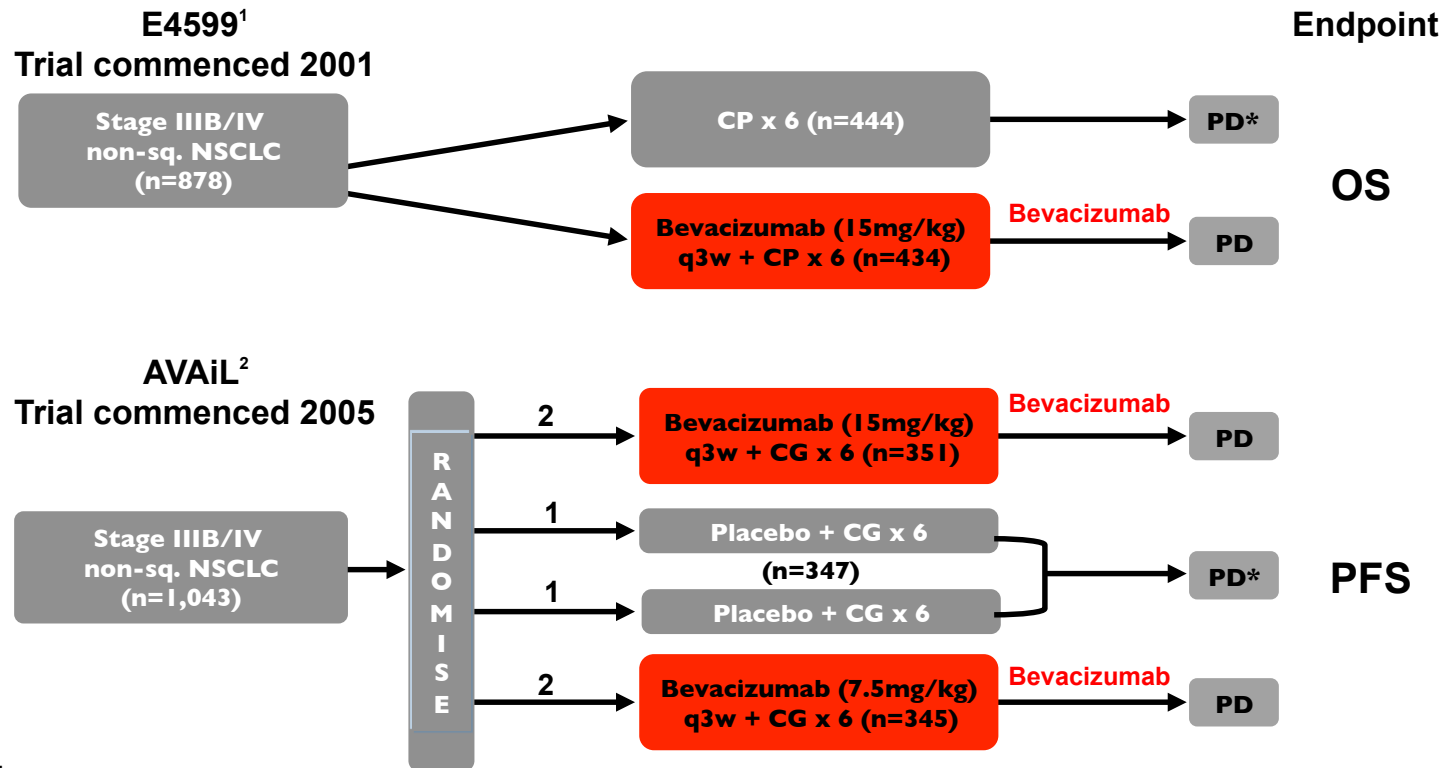 E4599¹
Trial commenced 2001
Endpoint
Stage IIIB/IV
non-sq. NSCLC
(n=878)
CP x 6 (n=444)
PD*
OS
Bevacizumab (15mg/kg)
q3w + CP x 6 (n=434)
Bevacizumab
PD
AVAiL²
Trial commenced 2005
Stage IIIB/IV
non-sq. NSCLC
(n=1,043)
RANDOMISE
2
Bevacizumab (15mg/kg)
q3w + CG x 6 (n=351)
Bevacizumab
PD
1
Placebo + CG x 6
(n=347)
1
Placebo + CG x 6
PD*
PFS
2
Bevacizumab (7.5mg/kg)
q3w + CG x 6 (n=345)
Bevacizumab
PD